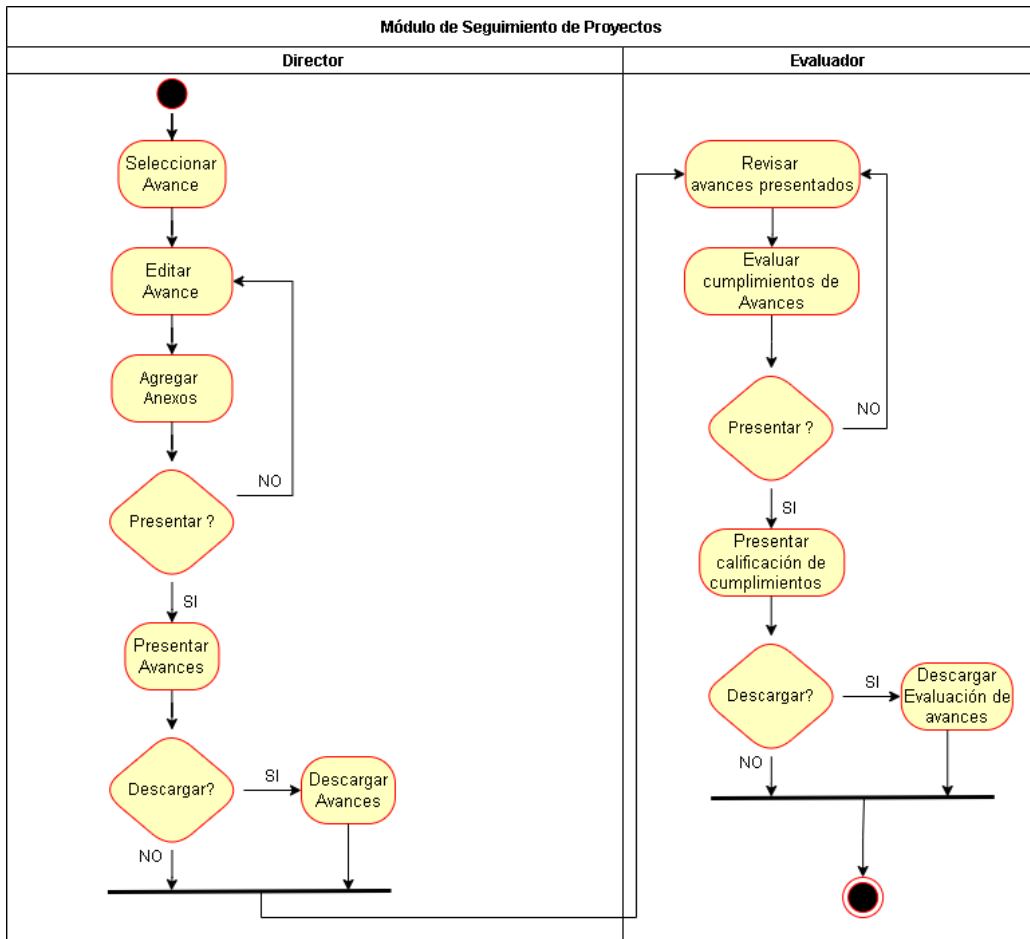 Módulo de Seguimiento de Proyectos
Director
Seleccionar
Avance
Editar
Avance
Agregar
Anexos
NO
Presentar ?
SI
Presentar
Avances
Descargar?
SI
Descargar
Avances
NO
Evaluador
Revisar
avances presentados
Evaluar
cumplimientos de
Avances
NO
Presentar ?
SI
Presentar
calificación de
cumplimientos
Descargar?
SI
Descargar
Evaluación de
avances
NO